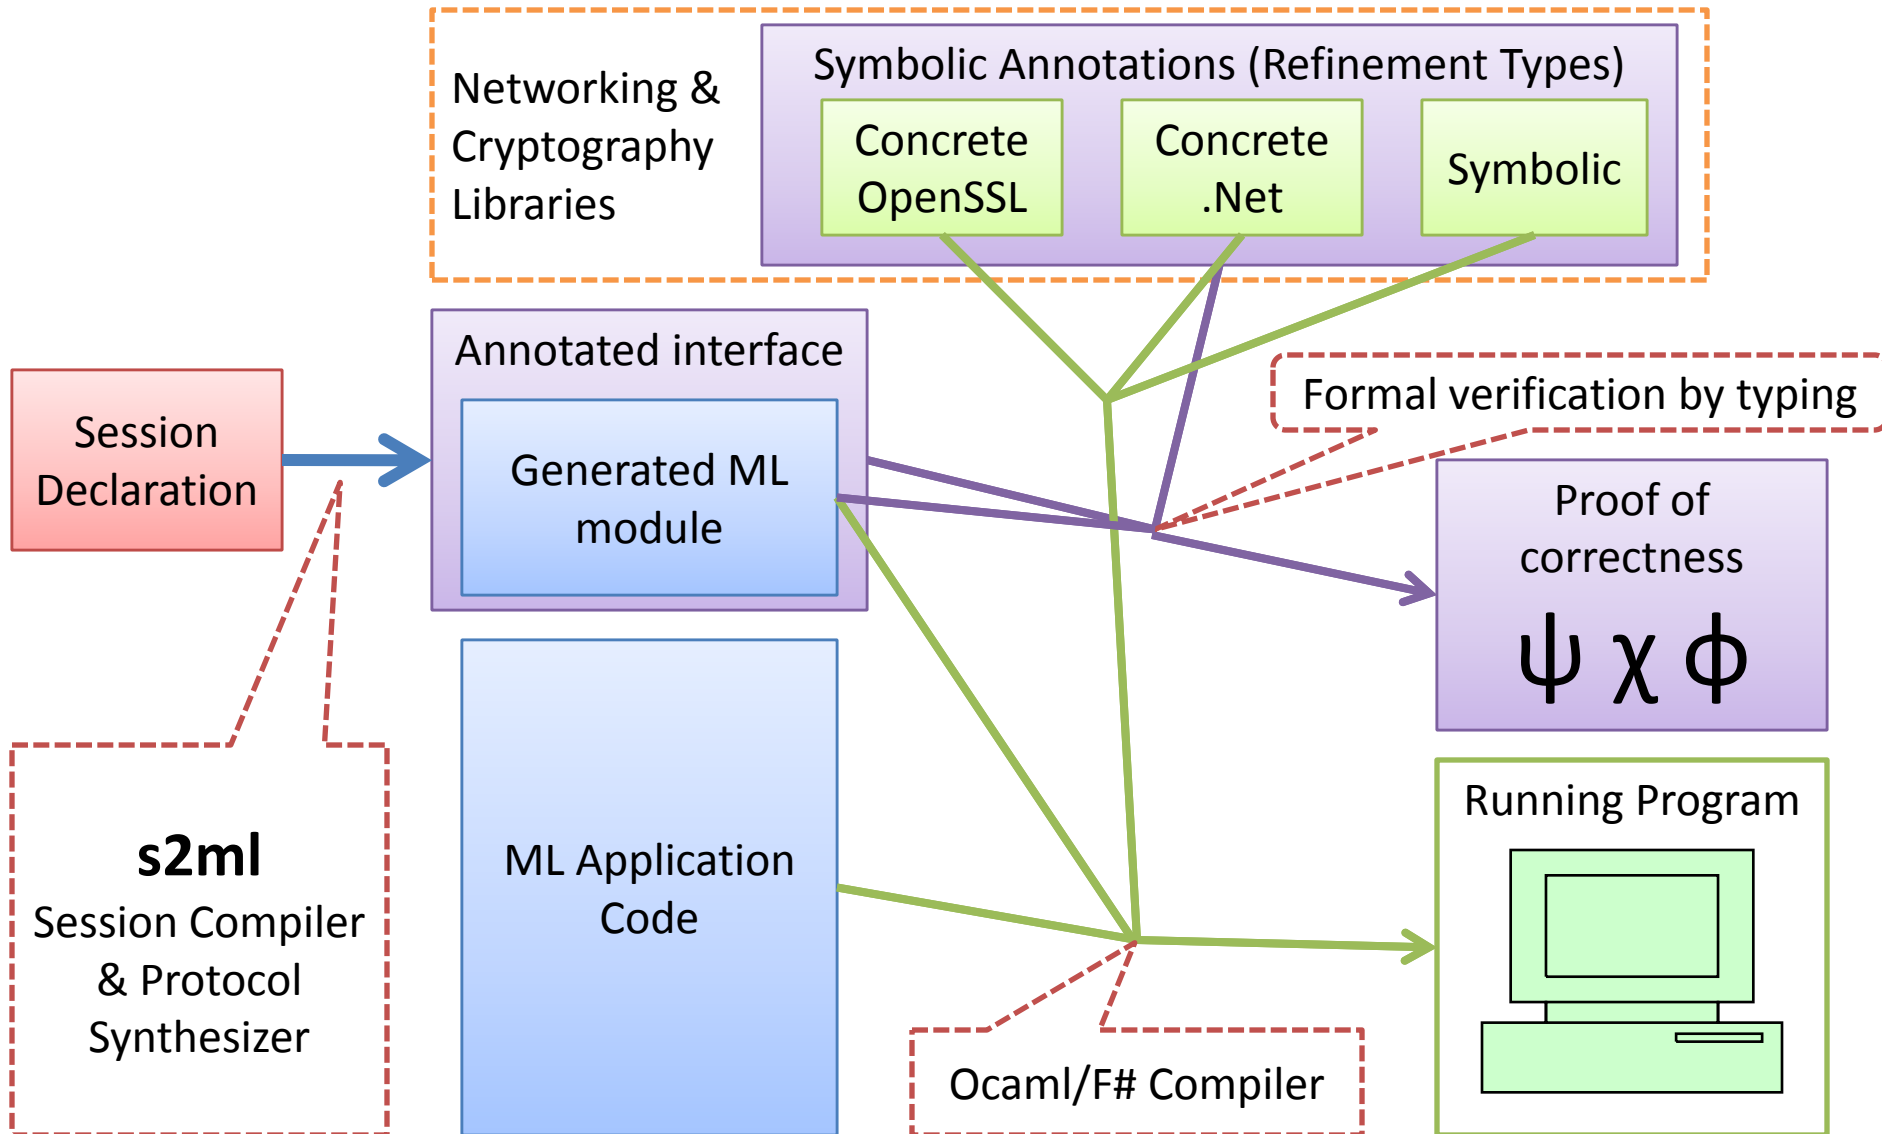 Networking &
Cryptography
Libraries
Symbolic Annotations (Refinement Types)
Concrete
OpenSSL
Concrete
.Net
Symbolic
Annotated interface
Generated ML
module
Session
Declaration
Formal verification by typing
Proof of
correctness
ψ χ ϕ
s2ml
Session Compiler
& Protocol
Synthesizer
ML Application
Code
Running Program
Ocaml/F# Compiler